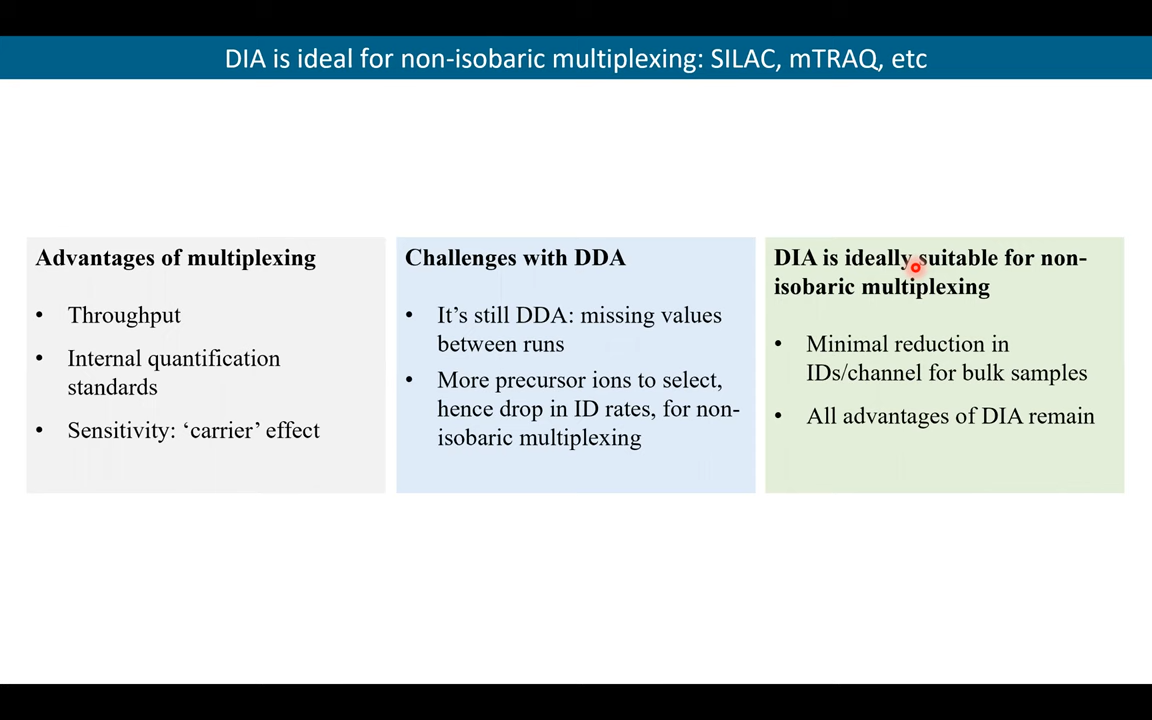 DIA is ideal for non-isobaric multiplexing: SILAC, mTRAQ, etc
Advantages of multiplexing
• Throughput
• Internal quantification
standards
• Sensitivity: ‘carrier’ effect
Challenges with DDA
• It’s still DDA: missing values
between runs
• More precursor ions to select,
hence drop in ID rates, for non-
isobaric multiplexing
DIA is ideally suitable for non-
isobaric multiplexing
• Minimal reduction in
IDs/channel for bulk samples
• All advantages of DIA remain